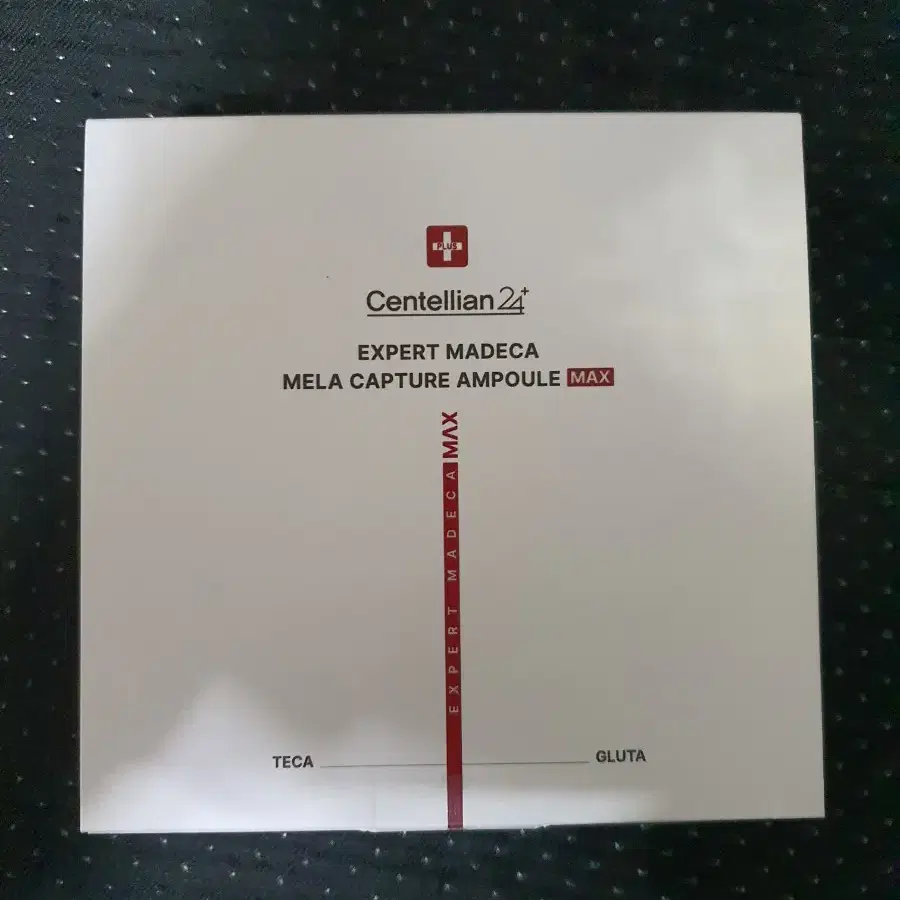 PLUS
Centellian24+
EXPERT MADECA
MELA CAPTURE AMPOULE MAX
EXPERT MADECA MAX
TECA
GLUTA